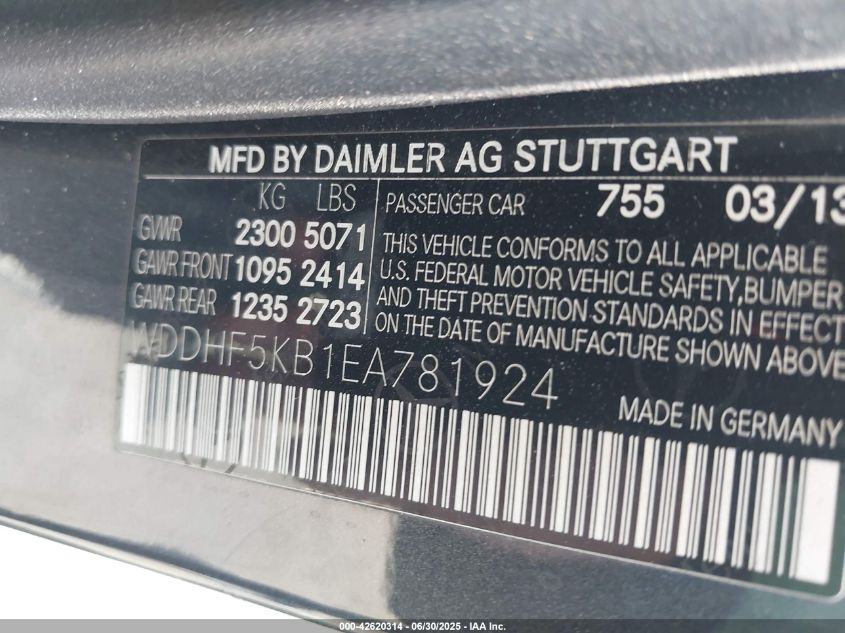 MFD BY DAIMLER AG STUTTGART
KG LBS
GVWR 2300 5071
GAWR FRONT 1095 2414
GAWR REAR 1235 2723
PASSENGER CAR 755 03/13
THIS VEHICLE CONFORMS TO ALL APPLICABLE
U.S. FEDERAL MOTOR VEHICLE SAFETY,BUMPER
AND THEFT PREVENTION STANDARDS IN EFFECT
ON THE DATE OF MANUFACTURE SHOWN ABOVE
WDDHF5KB1EA781924
MADE IN GERMANY
000-42620314 - 06/30/2025 - IAA Inc.